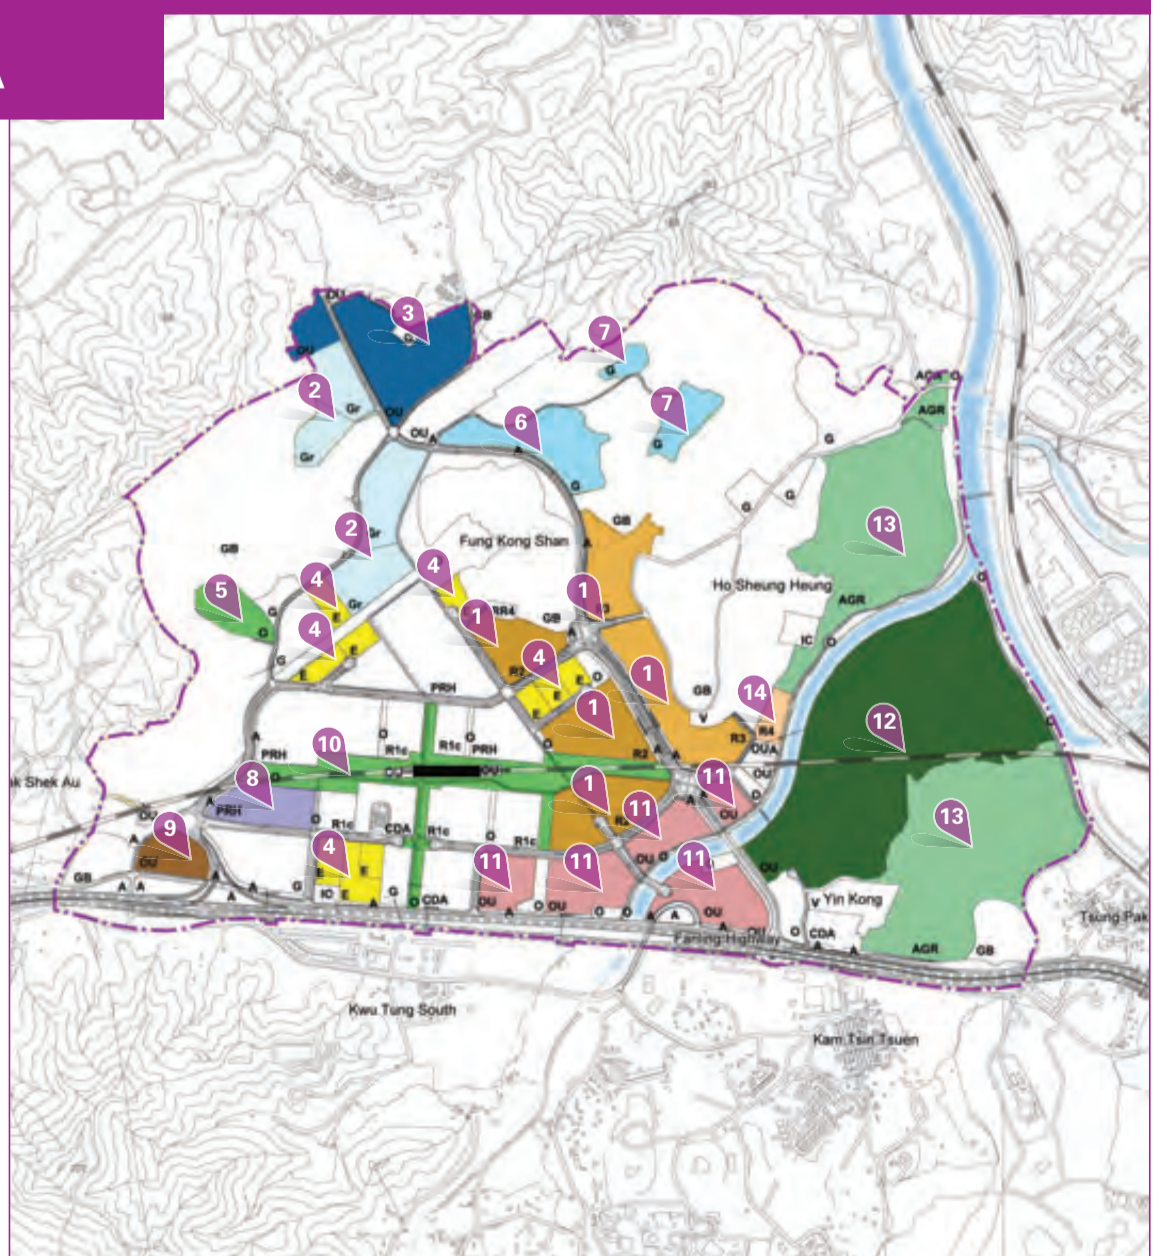 OU
3
G
OU
7
G
2
Gr
OU
7
AGR
OU
A
6
G
G
Gr
A
G
G
G
13
GB
Gr
A
2
Fung Kong Shan
GB
4
4
Ho Sheung Heung
5
G
Gr
E
1
1
RR4
GB
A
AGR
O
4
E
IC
O
G
E
R2
4
E
O
PRH
E
1
GB
14
1
V
R4
12
O
A
R1c
R1c
PRH
O
R2
A
A
R3
OUA
PRH
10
O
OU
OU
8
1
11
OU
O
A
PRH
11
A
OU
9
O
R1c
CDA
R1c
O
R1c
13
OU
4
11
11
OU
O
11
OU
GB
A
A
A
A
G
E
E
IC
E
A
G
O
CDA
OU
A
O
OU
O
O
A
A
OU
A
V
Yin Kong
Tsung Pak
O
CDA
A
A
AGR
GB
Fanling Highway
k Shek Au
Kwu Tung South
Kam Tsin Tsuen